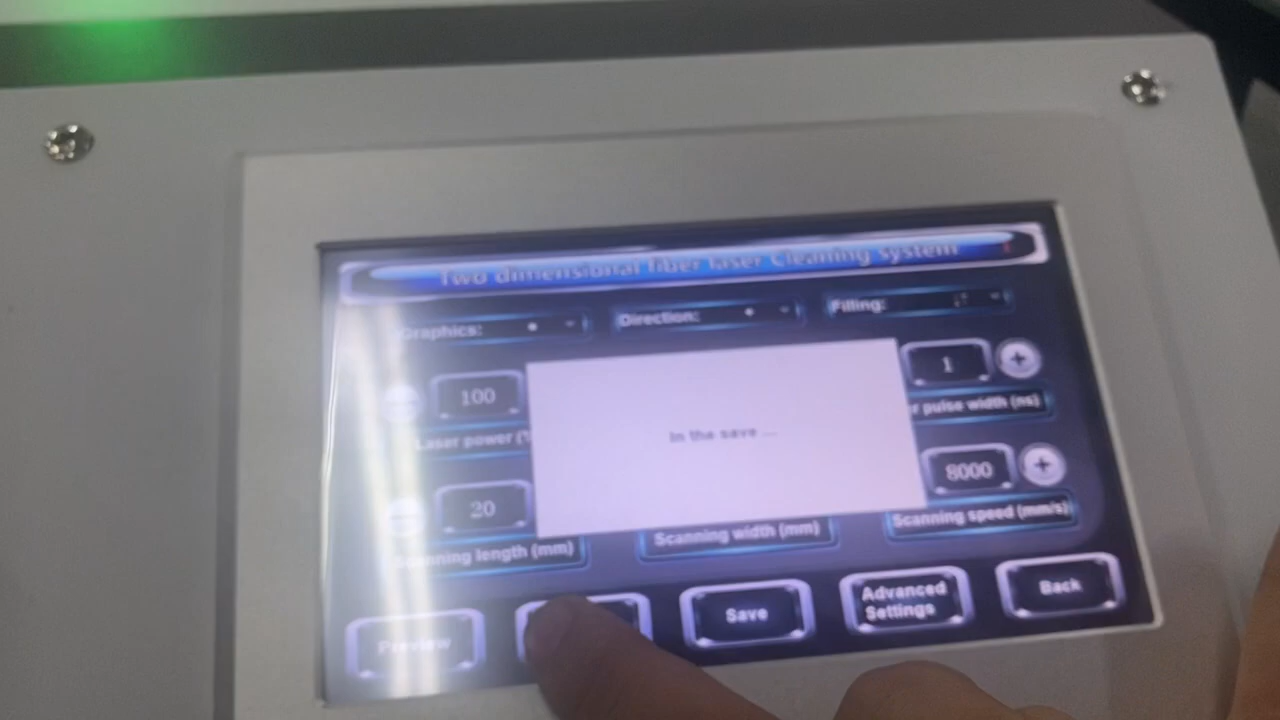 Two dimensional fiber laser Cleaning system
Graphics:
Direction:
Filling:
100
1
Laser power
pulse width (ns)
In the save ...
20
8000
Scanning length (mm)
Scanning width (mm)
Scanning speed (mm/s)
Preview
Save
Advanced
Settings
Back